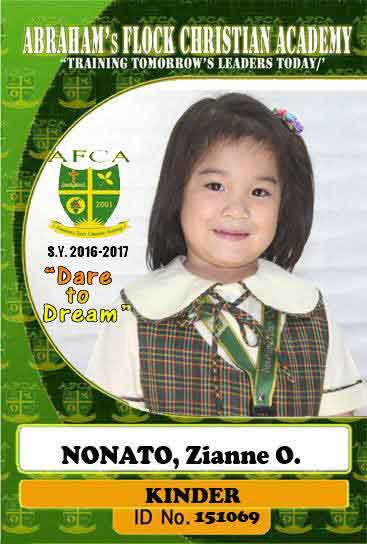 ABRAHAM's FLOCK CHRISTIAN ACADEMY
"TRAINING TOMORROW'S LEADERS TODAY/'
AFCA
2001
S.Y. 2016-2017
"Dare
to
Dream"
NONATO, Zianne O.
KINDER
ID No. 151069